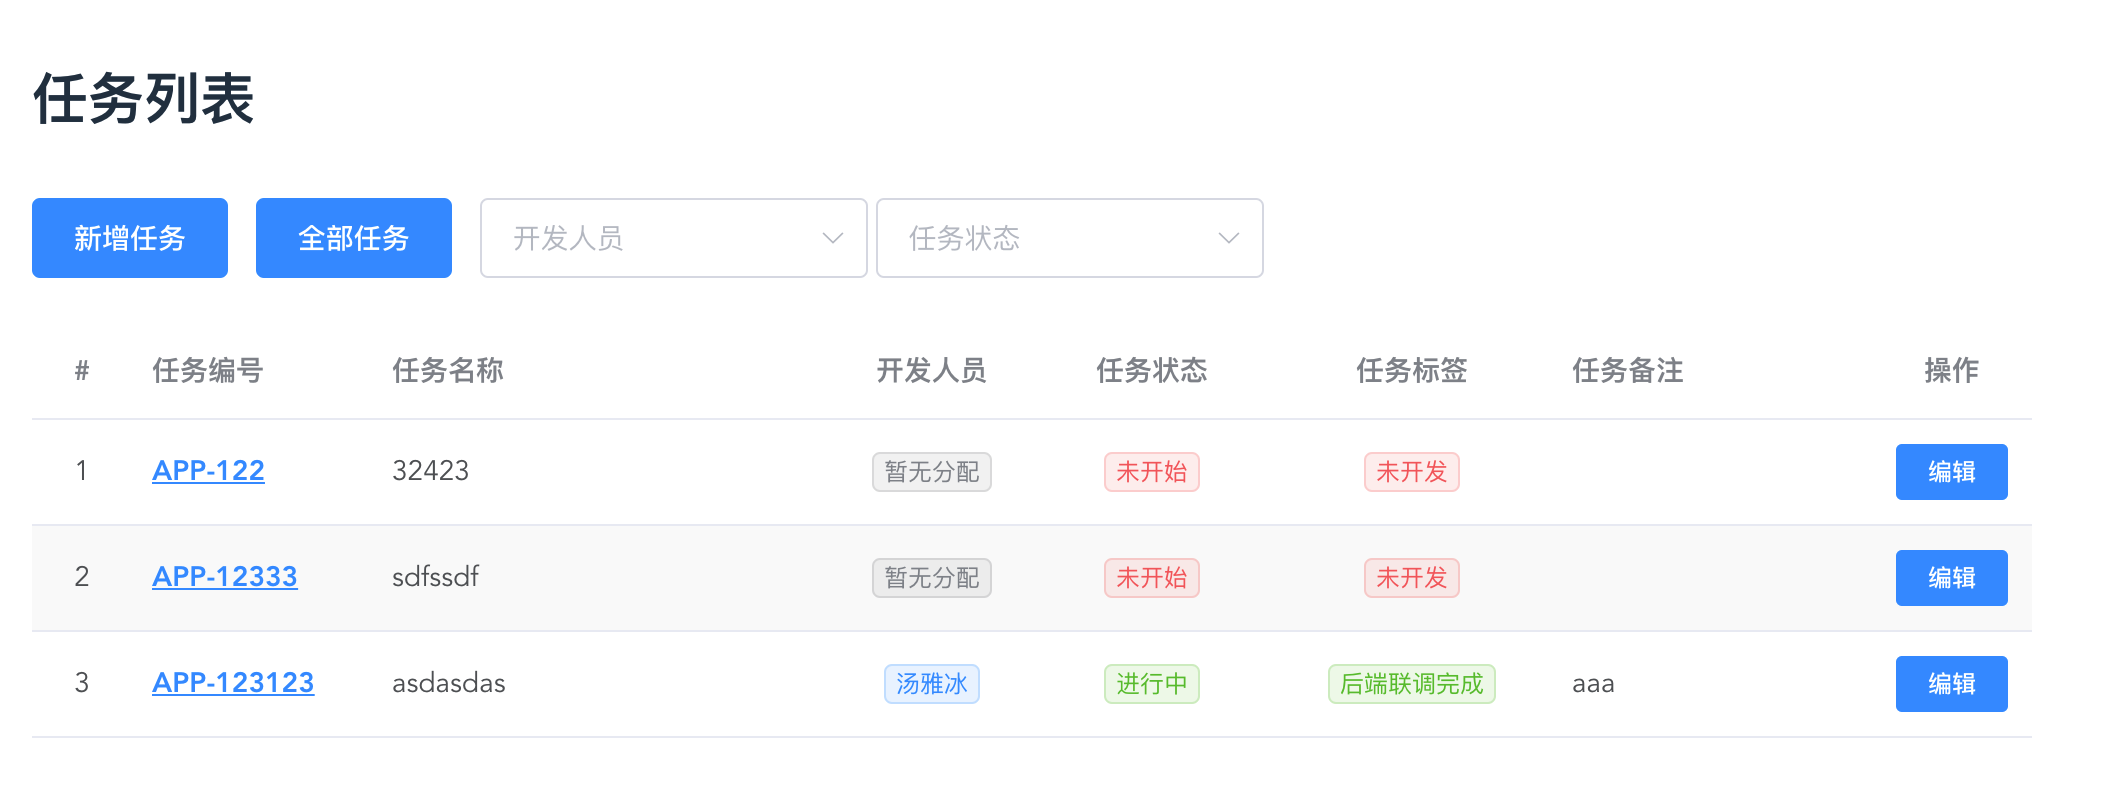 任务列表
新增任务 全部任务 开发人员 任务状态
# 任务编号 任务名称 开发人员 任务状态 任务标签 任务备注 操作
1 APP-122 32423 暂无分配 未开始 未开发 编辑
2 APP-12333 sdfssdf 暂无分配 未开始 未开发 编辑
3 APP-123123 asdasdas 汤雅冰 进行中 后端联调完成 aaa 编辑